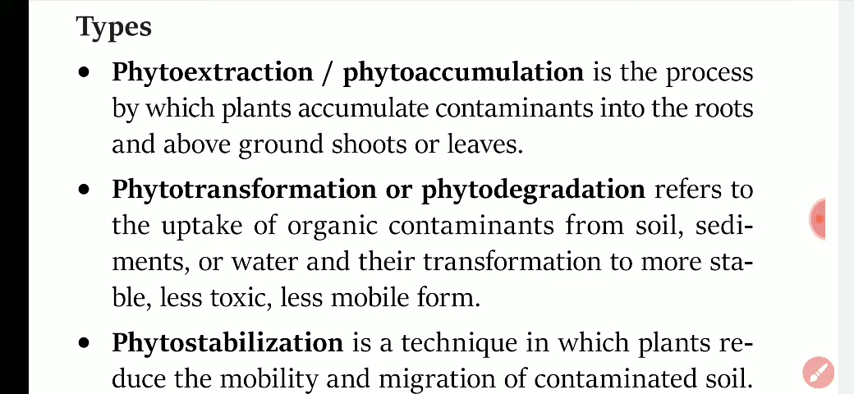 Types
• Phytoextraction / phytoaccumulation is the process
by which plants accumulate contaminants into the roots
and above ground shoots or leaves.
• Phytotransformation or phytodegradation refers to
the uptake of organic contaminants from soil, sedi-
ments, or water and their transformation to more sta-
ble, less toxic, less mobile form.
• Phytostabilization is a technique in which plants re-
duce the mobility and migration of contaminated soil.